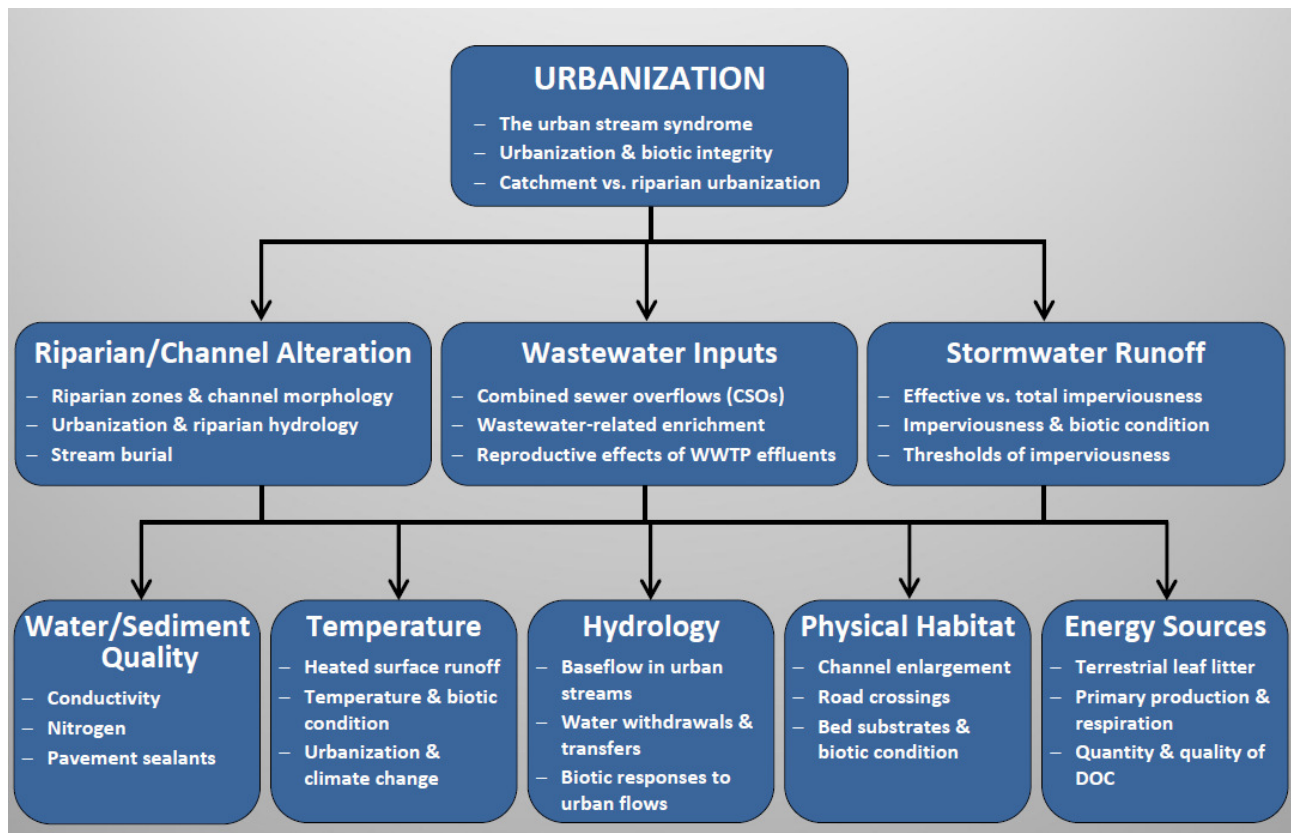 URBANIZATION
– The urban stream syndrome
– Urbanization & biotic integrity
– Catchment vs. riparian urbanization
Riparian/Channel Alteration
– Riparian zones & channel morphology
– Urbanization & riparian hydrology
– Stream burial
Wastewater Inputs
– Combined sewer overflows (CSOs)
– Wastewater-related enrichment
– Reproductive effects of WWTP effluents
Stormwater Runoff
– Effective vs. total imperviousness
– Imperviousness & biotic condition
– Thresholds of imperviousness
Water/Sediment
Quality
– Conductivity
– Nitrogen
– Pavement sealants
Temperature
– Heated surface runoff
– Temperature & biotic
condition
– Urbanization &
climate change
Hydrology
– Baseflow in urban
streams
– Water withdrawals &
transfers
– Biotic responses to
urban flows
Physical Habitat
– Channel enlargement
– Road crossings
– Bed substrates &
biotic condition
Energy Sources
– Terrestrial leaf litter
– Primary production &
respiration
– Quantity & quality of
DOC